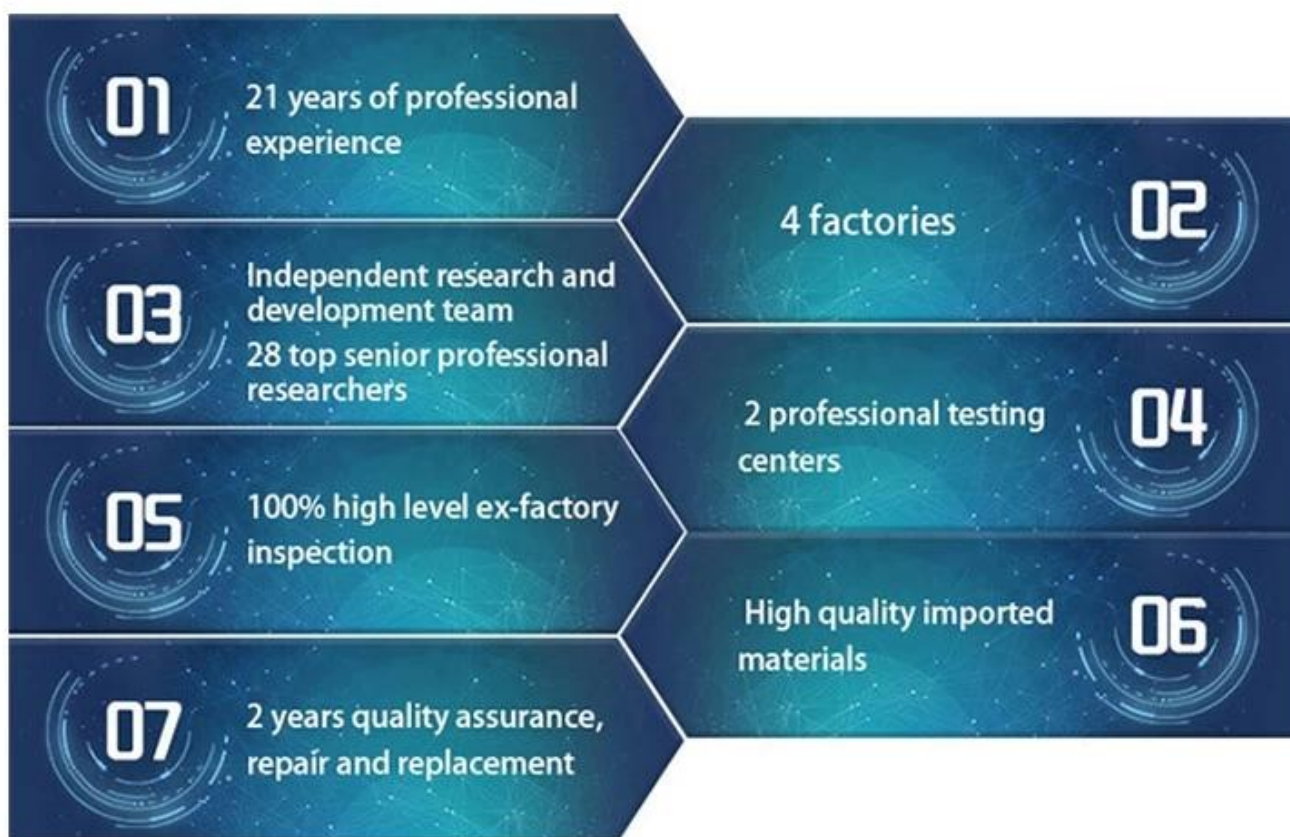 01
21 years of professional
experience
02
4 factories
03
Independent research and
development team
28 top senior professional
researchers
04
2 professional testing
centers
05
100% high level ex-factory
inspection
06
High quality imported
materials
07
2 years quality assurance,
repair and replacement